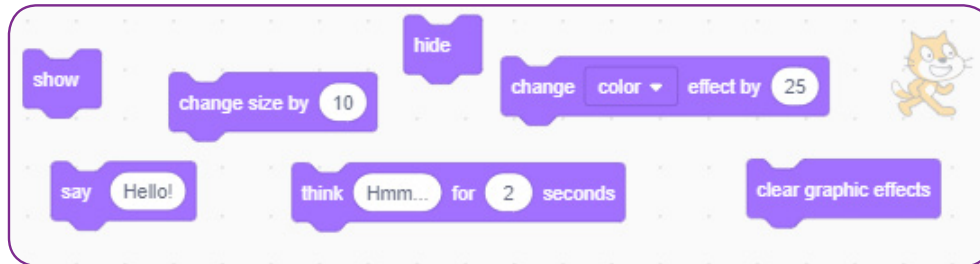 hide
show
change size by 10
change color effect by 25
say Hello!
think Hmm... for 2 seconds
clear graphic effects